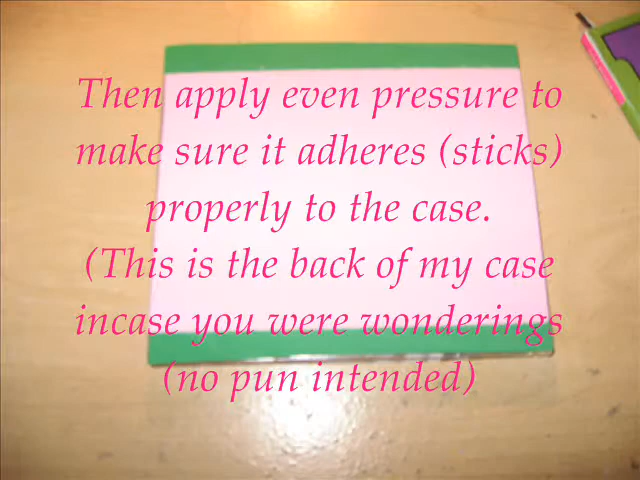 Then apply even pressure to
make sure it adheres (sticks)
properly to the case.
(This is the back of my case
incase you were wonderings
(no pun intended)